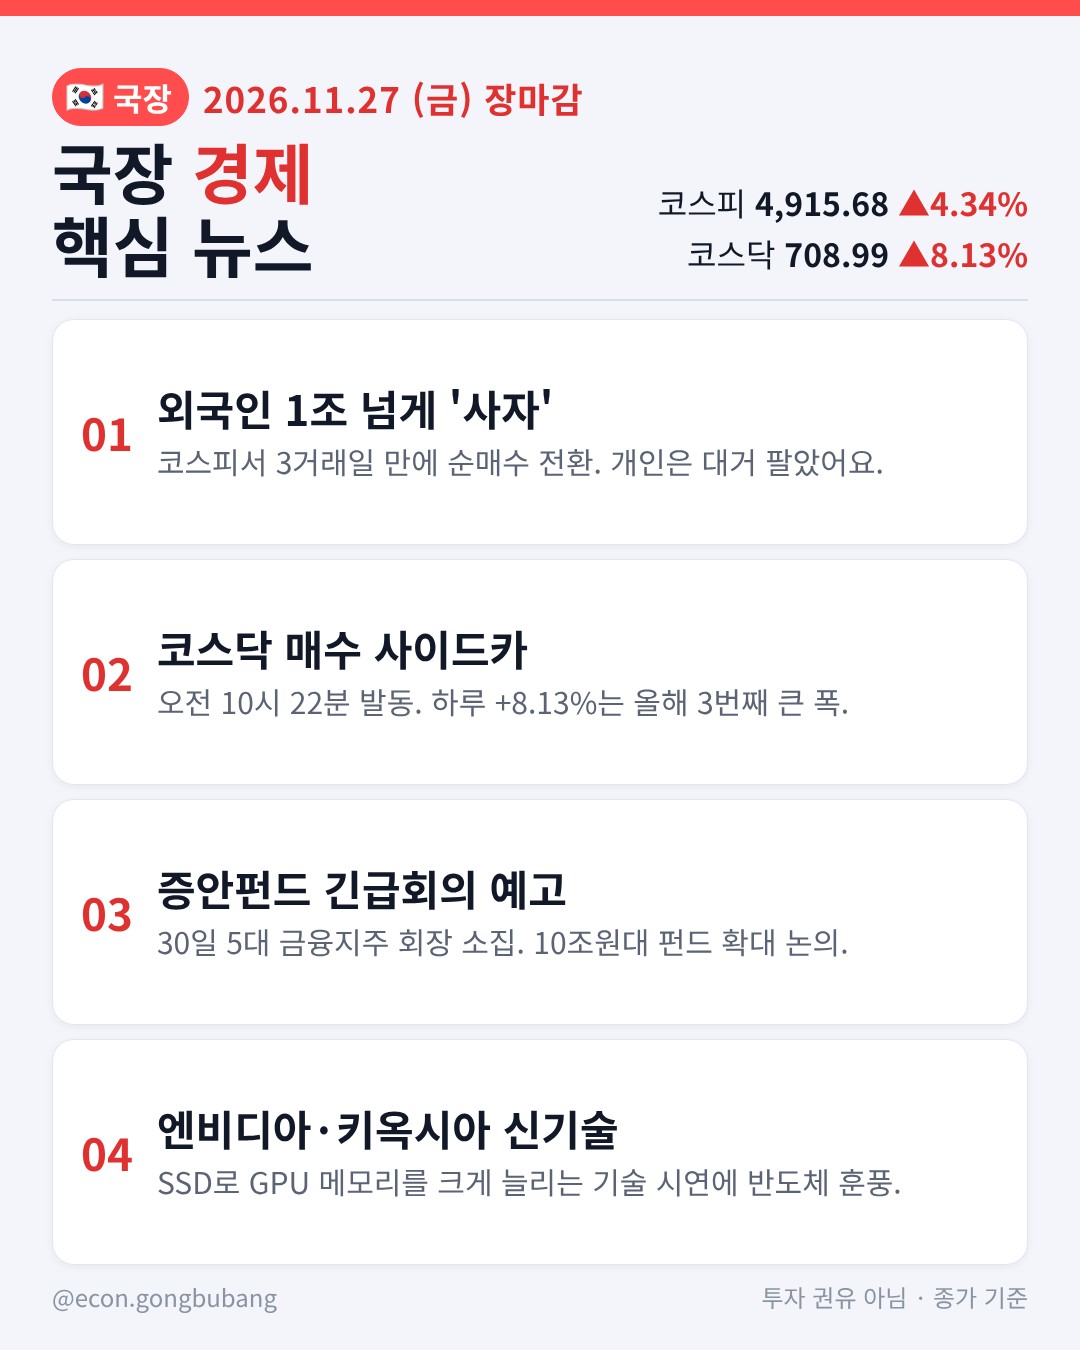 🇰🇷 국장 2026.11.27 (금) 장마감
국장 경제
핵심 뉴스
코스피 4,915.68 ▲4.34%
코스닥 708.99 ▲8.13%
01
외국인 1조 넘게 '사자'
코스피서 3거래일 만에 순매수 전환. 개인은 대거 팔았어요.
02
코스닥 매수 사이드카
오전 10시 22분 발동. 하루 +8.13%는 올해 3번째 큰 폭.
03
증안펀드 긴급회의 예고
30일 5대 금융지주 회장 소집. 10조원대 펀드 확대 논의.
04
엔비디아·키옥시아 신기술
SSD로 GPU 메모리를 크게 늘리는 기술 시연에 반도체 훈풍.
@econ.gongbubang
투자 권유 아님 · 종가 기준